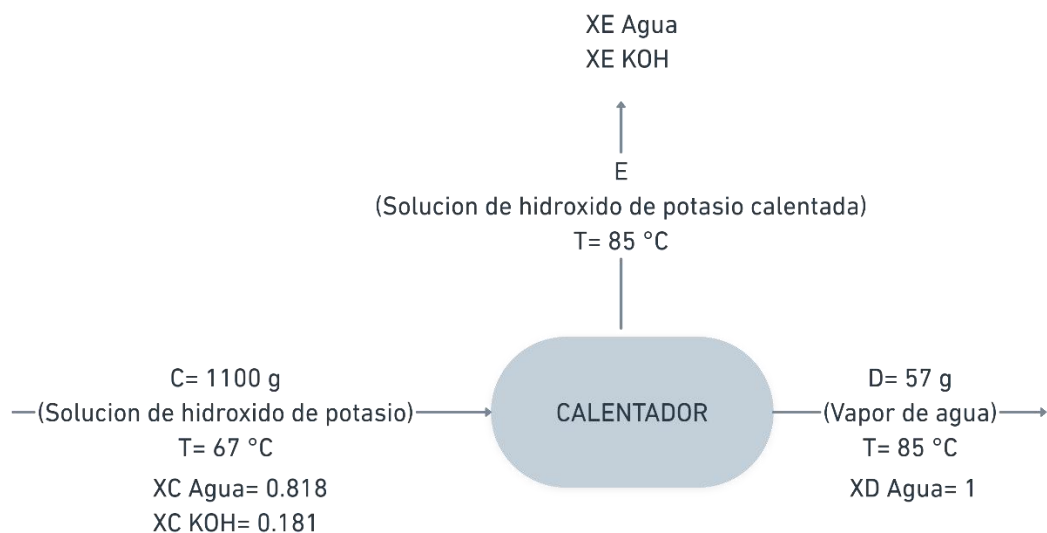 XE Agua
XE KOH
E
(Solucion de hidroxido de potasio calentada)
T= 85 °C
C= 1100 g
(Solucion de hidroxido de potasio)
T= 67 °C
XC Agua= 0.818
XC KOH= 0.181
CALENTADOR
D= 57 g
(Vapor de agua)
T= 85 °C
XD Agua= 1